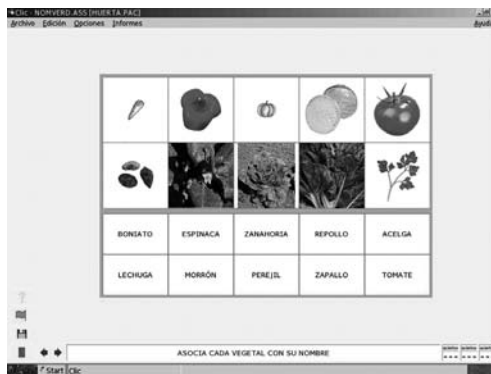 Clic - NOMVERD.ASS [HUERTA.PAC]
Archivo Edición Opciones Informes Ayuda
BONIATO ESPINACA ZANAHORIA REPOLLO ACELGA
LECHUGA MORRÓN PEREJIL ZAPALLO TOMATE
ASOCIA CADA VEGETAL CON SU NOMBRE
Start Clic